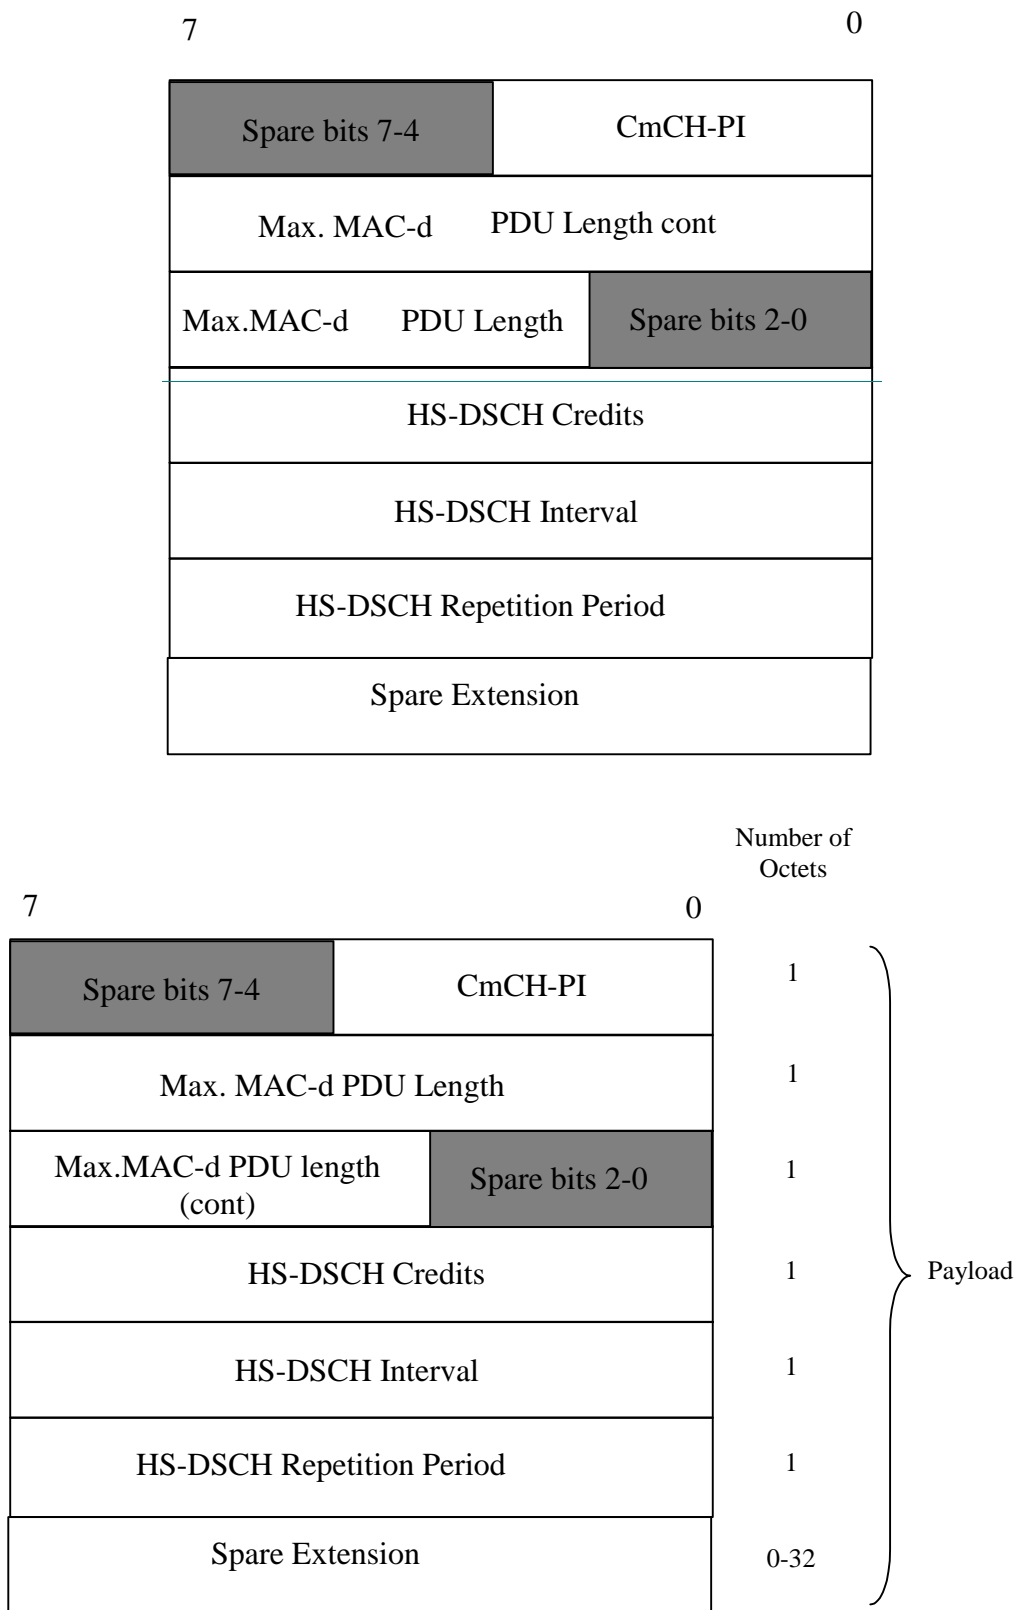 7 0
Spare bits 7-4 CmCH-PI
Max. MAC-d PDU Length cont
Max.MAC-d PDU Length Spare bits 2-0
HS-DSCH Credits
HS-DSCH Interval
HS-DSCH Repetition Period
Spare Extension
Number of
Octets
7 0
Spare bits 7-4 CmCH-PI 1
Max. MAC-d PDU Length 1
Max.MAC-d PDU length
(cont) Spare bits 2-0 1
HS-DSCH Credits 1 Payload
HS-DSCH Interval 1
HS-DSCH Repetition Period 1
Spare Extension 0-32